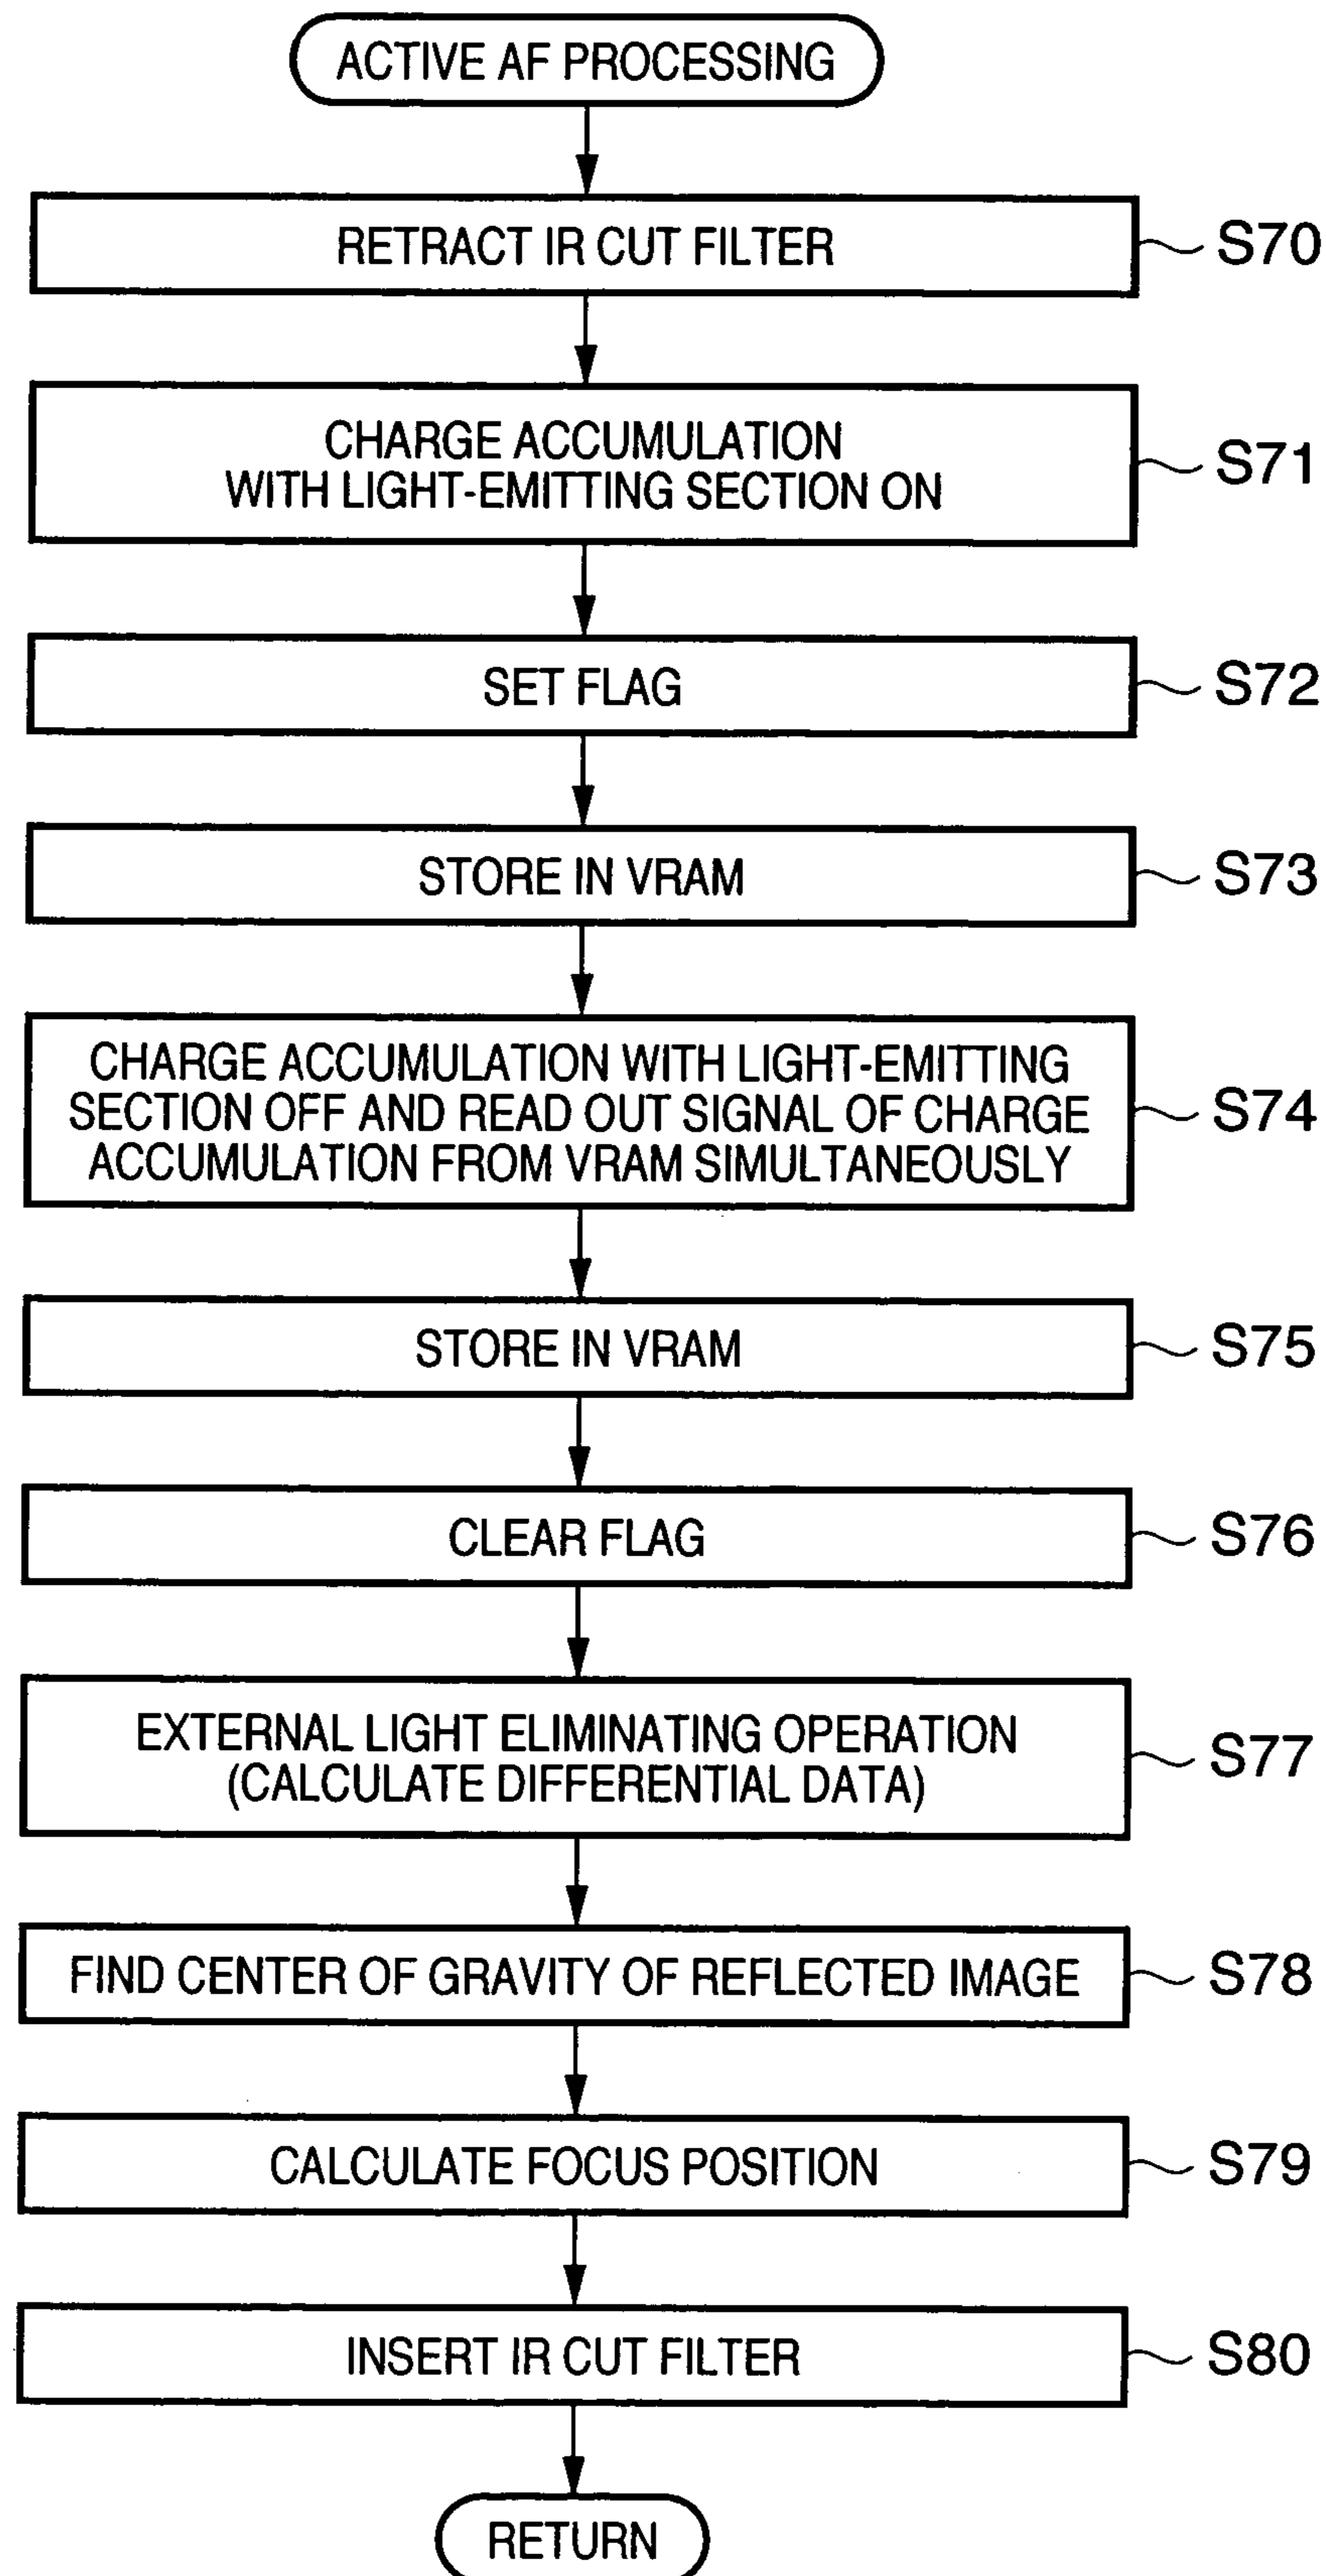 ACTIVE AF PROCESSING
RETRACT IR CUT FILTER
S70
CHARGE ACCUMULATION
WITH LIGHT-EMITTING SECTION ON
S71
SET FLAG
S72
STORE IN VRAM
S73
CHARGE ACCUMULATION WITH LIGHT-EMITTING
SECTION OFF AND READ OUT SIGNAL OF CHARGE
ACCUMULATION FROM VRAM SIMULTANEOUSLY
S74
STORE IN VRAM
S75
CLEAR FLAG
S76
EXTERNAL LIGHT ELIMINATING OPERATION
(CALCULATE DIFFERENTIAL DATA)
S77
FIND CENTER OF GRAVITY OF REFLECTED IMAGE
S78
CALCULATE FOCUS POSITION
S79
INSERT IR CUT FILTER
S80
RETURN